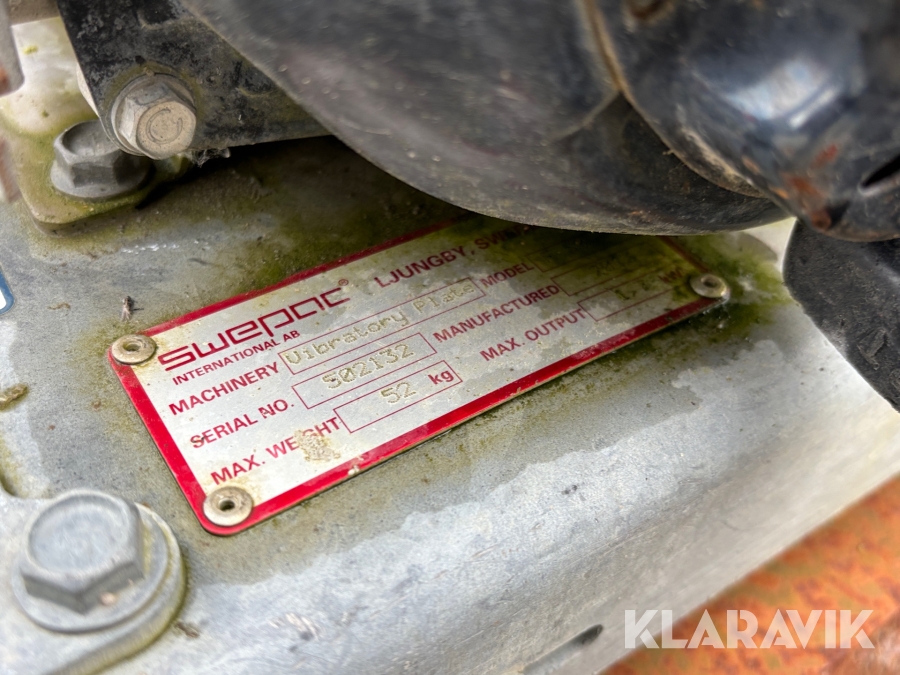 swepac LJUNGBY,
INTERNATIONAL AB
MACHINERY Vibratory Plate MODEL
SERIAL NO. 502132 MANUFACTURED
MAX. WEIGHT 52 kg MAX. OUTPUT
KLARAVIK